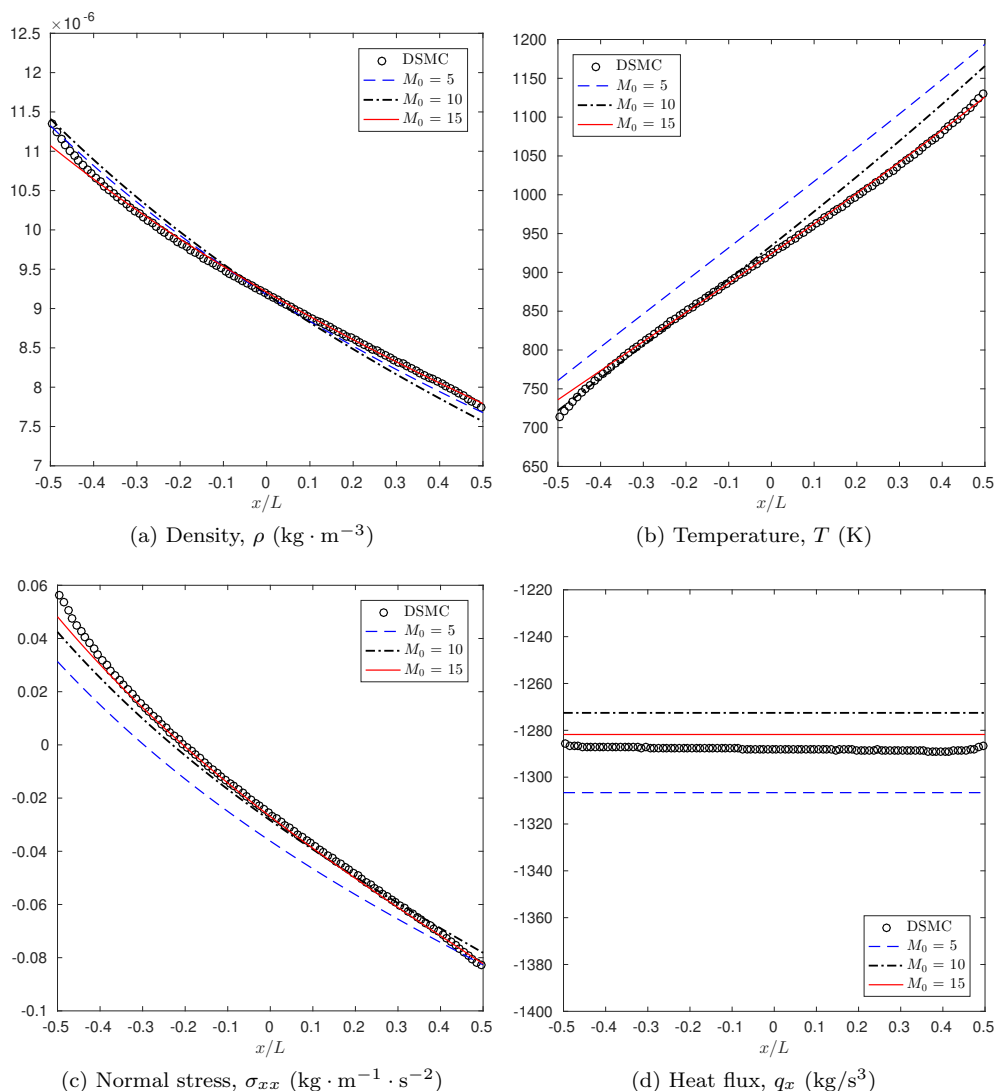 ×10⁻⁶
12.5
12
11.5
11
10.5
10
9.5
9
8.5
8
7.5
7
-0.5 -0.4 -0.3 -0.2 -0.1 0 0.1 0.2 0.3 0.4 0.5
x/L
DSMC
M₀ = 5
M₀ = 10
M₀ = 15
(a) Density, ρ (kg · m⁻³)
1200
1150
1100
1050
1000
950
900
850
800
750
700
650
-0.5 -0.4 -0.3 -0.2 -0.1 0 0.1 0.2 0.3 0.4 0.5
x/L
DSMC
M₀ = 5
M₀ = 10
M₀ = 15
(b) Temperature, T (K)
0.06
0.04
0.02
0
-0.02
-0.04
-0.06
-0.08
-0.1
-0.5 -0.4 -0.3 -0.2 -0.1 0 0.1 0.2 0.3 0.4 0.5
x/L
DSMC
M₀ = 5
M₀ = 10
M₀ = 15
(c) Normal stress, σₓₓ (kg · m⁻¹ · s⁻²)
-1220
-1240
-1260
-1280
-1300
-1320
-1340
-1360
-1380
-1400
-0.5 -0.4 -0.3 -0.2 -0.1 0 0.1 0.2 0.3 0.4 0.5
x/L
DSMC
M₀ = 5
M₀ = 10
M₀ = 15
(d) Heat flux, qₓ (kg/s³)